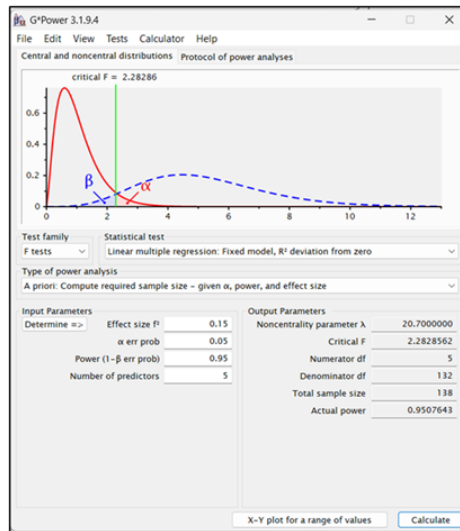 G*Power 3.1.9.4
File Edit View Tests Calculator Help
Central and noncentral distributions Protocol of power analyses
critical F = 2.28286
0.6
0.4
0.2
0
β α
0 2 4 6 8 10 12
Test family Statistical test
F tests Linear multiple regression: Fixed model, R² deviation from zero
Type of power analysis
A priori: Compute required sample size – given α, power, and effect size
Input Parameters Output Parameters
Determine => Effect size f² 0.15 Noncentrality parameter λ 20.7000000
α err prob 0.05 Critical F 2.2828562
Power (1-β err prob) 0.95 Numerator df 5
Number of predictors 5 Denominator df 132
Total sample size 138
Actual power 0.9507643
X-Y plot for a range of values Calculate